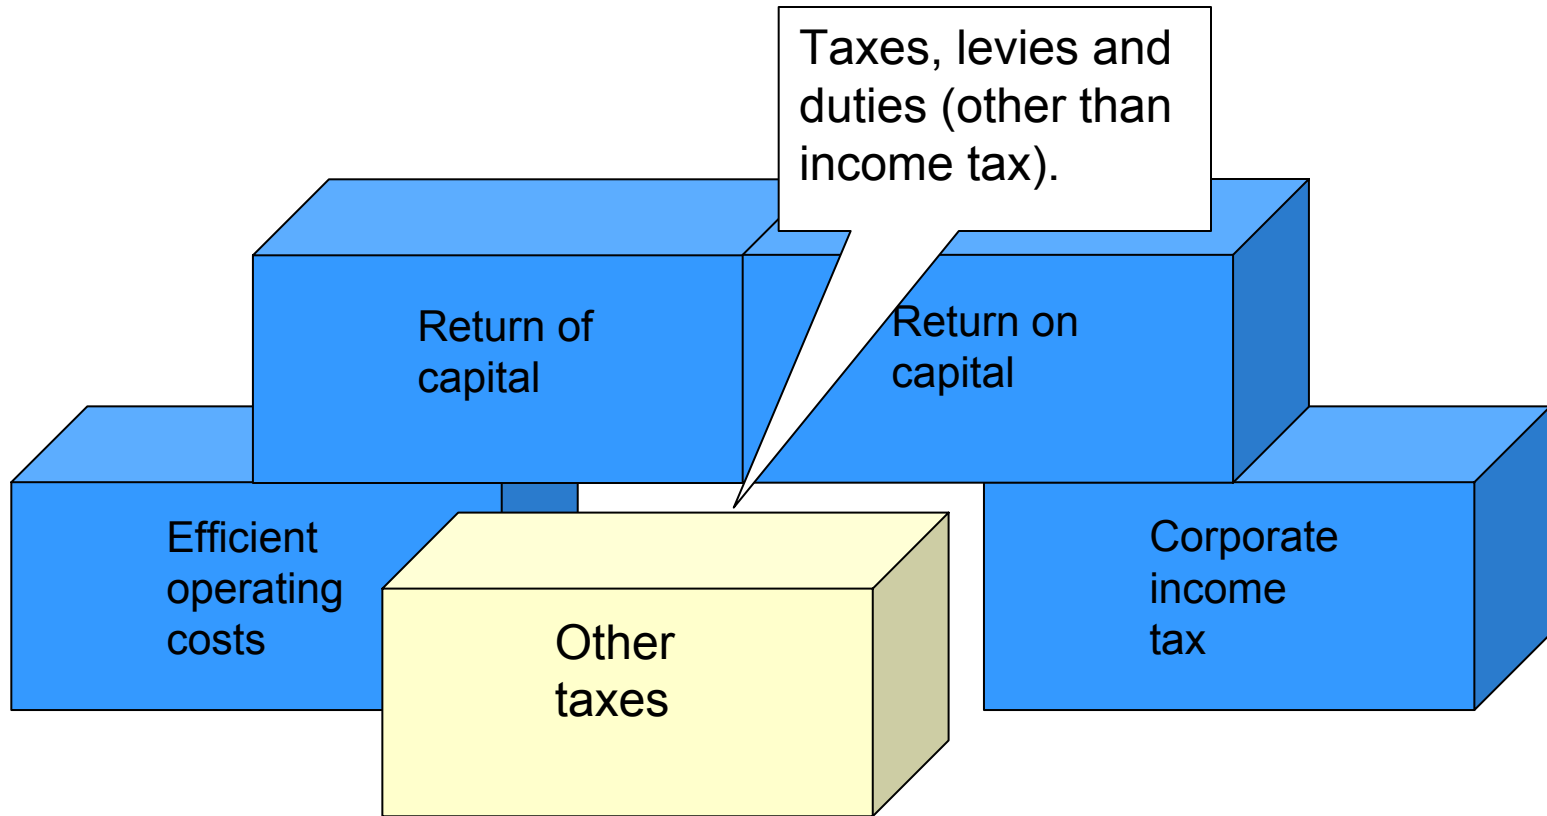 Taxes, levies and
duties (other than
income tax).
Return of
capital
Return on
capital
Efficient
operating
costs
Other
taxes
Corporate
income
tax